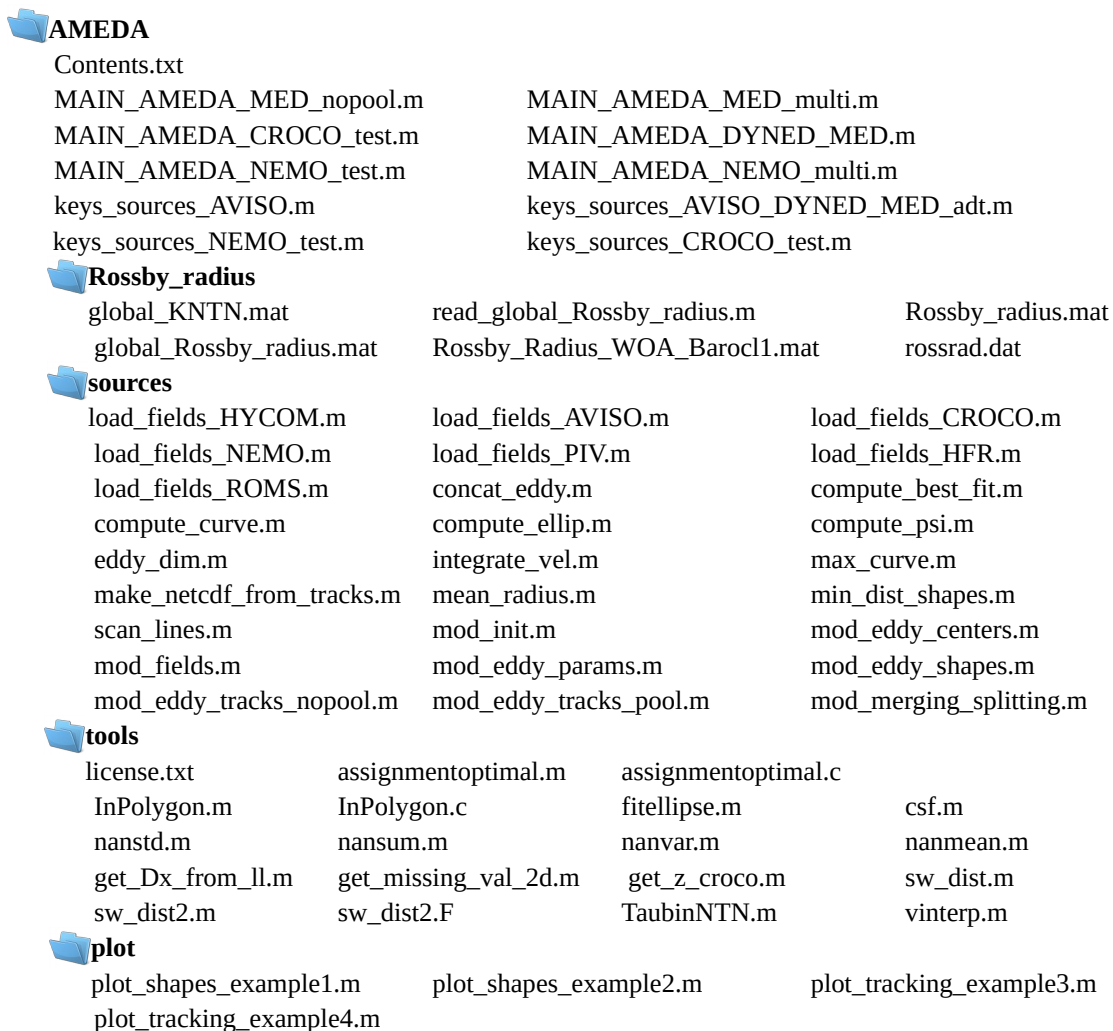 AMEDA
Contents.txt
MAIN_AMEDA_MED_nopool.m MAIN_AMEDA_MED_multi.m
MAIN_AMEDA_CROCO_test.m MAIN_AMEDA_DYNED_MED.m
MAIN_AMEDA_NEMO_test.m MAIN_AMEDA_NEMO_multi.m
keys_sources_AVISO.m keys_sources_AVISO_DYNED_MED_adt.m
keys_sources_NEMO_test.m keys_sources_CROCO_test.m
Rossby_radius
global_KNTN.mat read_global_Rossby_radius.m Rossby_radius.mat
global_Rossby_radius.mat Rossby_Radius_WOA_Barocl1.mat rossrad.dat
sources
load_fields_HYCOM.m load_fields_AVISO.m load_fields_CROCO.m
load_fields_NEMO.m load_fields_PIV.m load_fields_HFR.m
load_fields_ROMS.m concat_eddy.m compute_best_fit.m
compute_curve.m compute_ellip.m compute_psi.m
eddy_dim.m integrate_vel.m max_curve.m
make_netcdf_from_tracks.m mean_radius.m min_dist_shapes.m
scan_lines.m mod_init.m mod_eddy_centers.m
mod_fields.m mod_eddy_params.m mod_eddy_shapes.m
mod_eddy_tracks_nopool.m mod_eddy_tracks_pool.m mod_merging_splitting.m
tools
license.txt assignmentoptimal.m assignmentoptimal.c
InPolygon.m InPolygon.c fitellipse.m csf.m
nanstd.m nansum.m nanvar.m nanmean.m
get_Dx_from_ll.m get_missing_val_2d.m get_z_croco.m sw_dist.m
sw_dist2.m sw_dist2.F TaubinNTN.m vinterp.m
plot
plot_shapes_example1.m plot_shapes_example2.m plot_tracking_example3.m
plot_tracking_example4.m